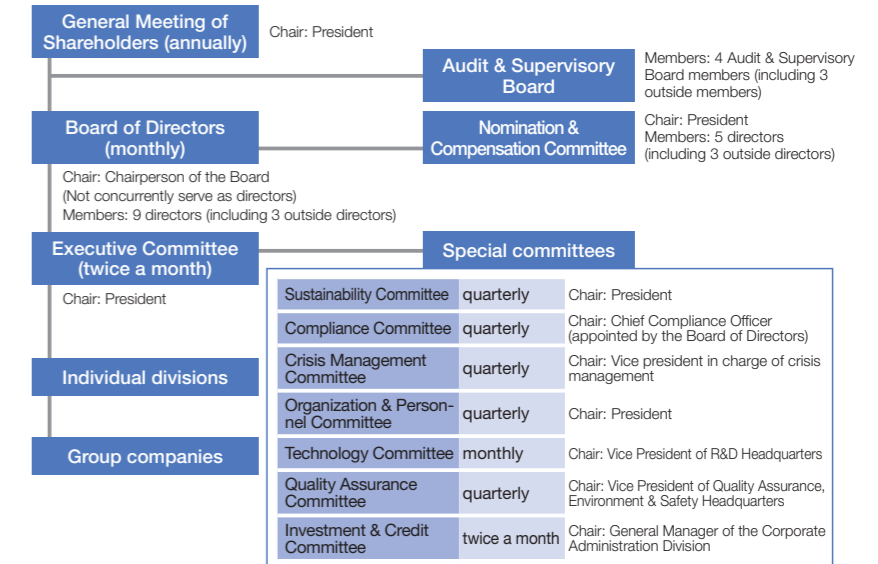 General Meeting of
Shareholders (annually)
Chair: President
Audit & Supervisory
Board
Members: 4 Audit & Supervisory
Board members (including 3
outside members)
Board of Directors
(monthly)
Nomination &
Compensation Committee
Chair: President
Members: 5 directors
(including 3 outside directors)
Chair: Chairperson of the Board
(Not concurrently serve as directors)
Members: 9 directors (including 3 outside directors)
Executive Committee
(twice a month)
Chair: President
Special committees
Sustainability Committee quarterly Chair: President
Compliance Committee quarterly Chair: Chief Compliance Officer
(appointed by the Board of Directors)
Crisis Management
Committee
quarterly
Chair: Vice president in charge of crisis
management
Individual divisions
Organization & Person-
nel Committee
quarterly
Chair: President
Group companies
Technology Committee monthly Chair: Vice President of R&D Headquarters
Quality Assurance
Committee
quarterly
Chair: Vice President of Quality Assurance,
Environment & Safety Headquarters
Investment & Credit
Committee
twice a month
Chair: General Manager of the Corporate
Administration Division